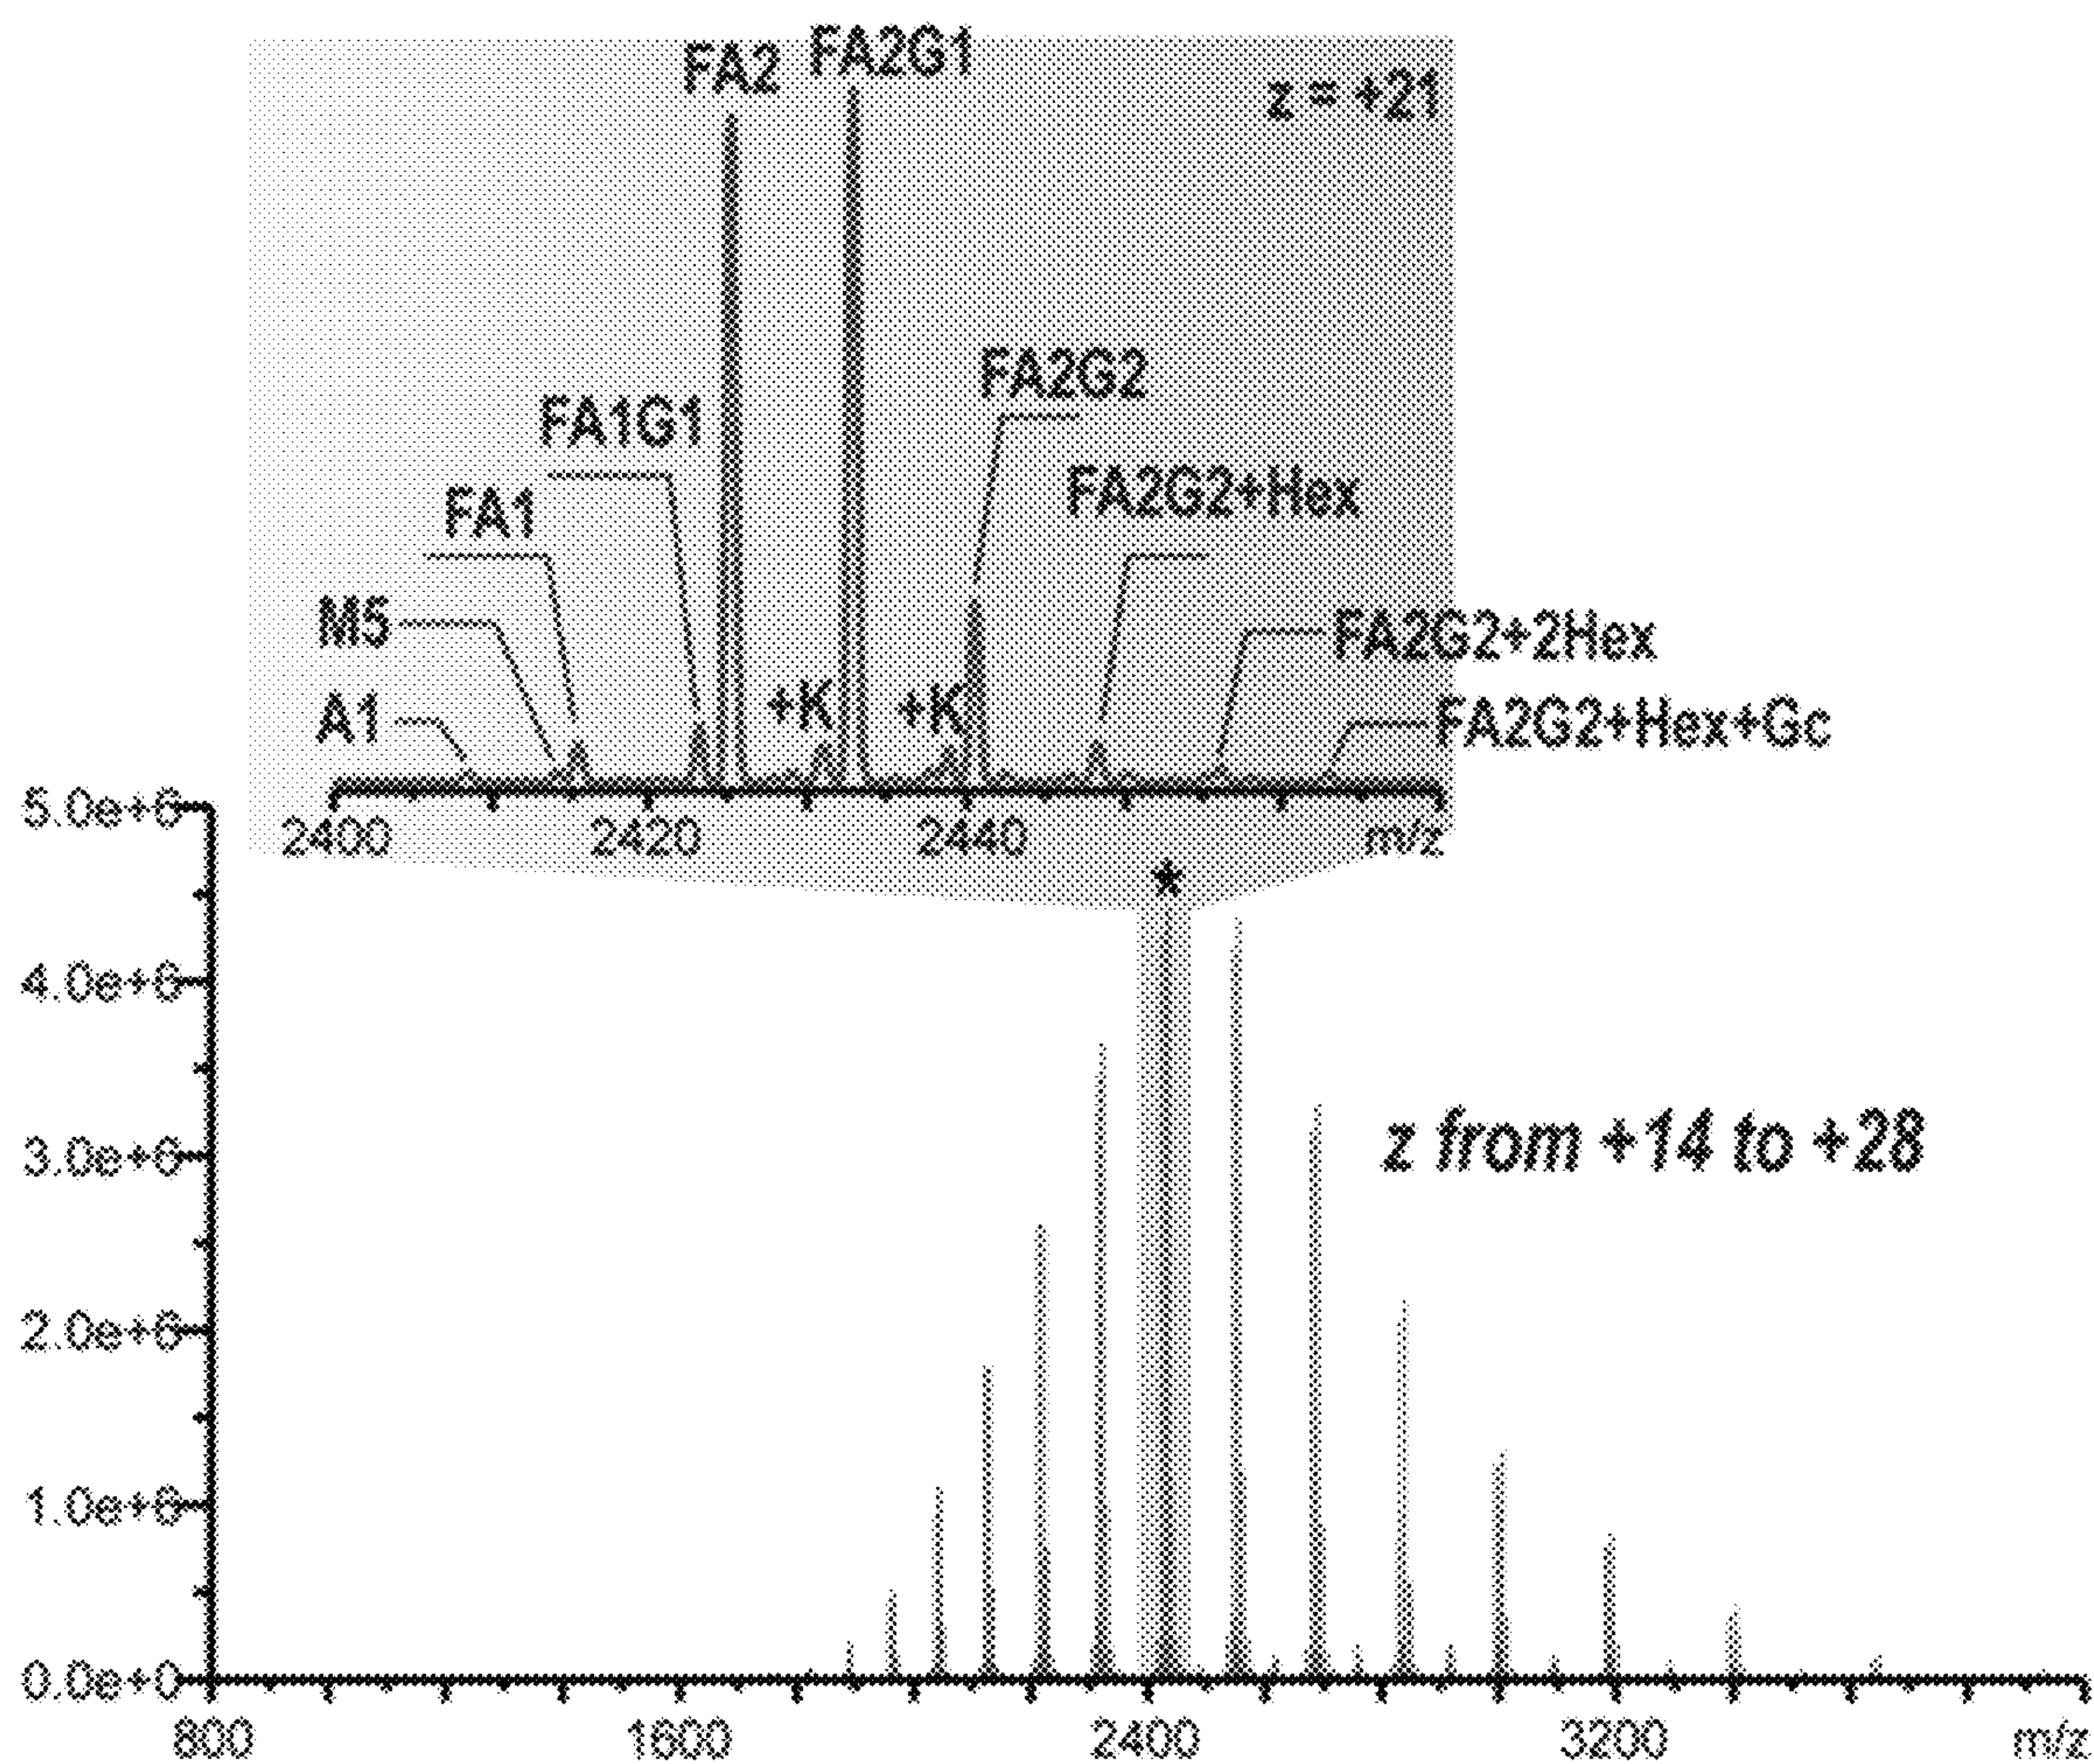 FA2 FA2G1
z = +21
FA2G2
FA1G1
FA2G2+Hex
FA1
M5
FA2G2+2Hex
+K +K
A1
FA2G2+Hex+Gc
5.0e+6
2400 2420 2440 m/z
*
4.0e+6
z from +14 to +28
3.0e+6
2.0e+6
1.0e+6
0.0e+0
800 1600 2400 3200 m/z